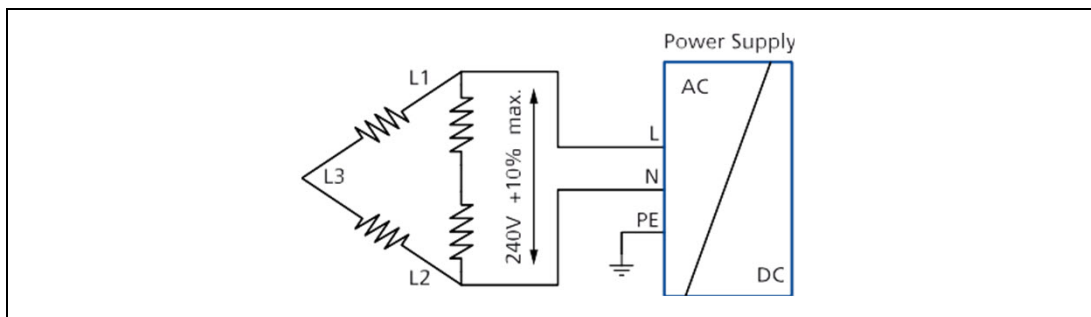 Power Supply
L1
AC
240V +10% max.
L
L3
N
PE
L2
DC